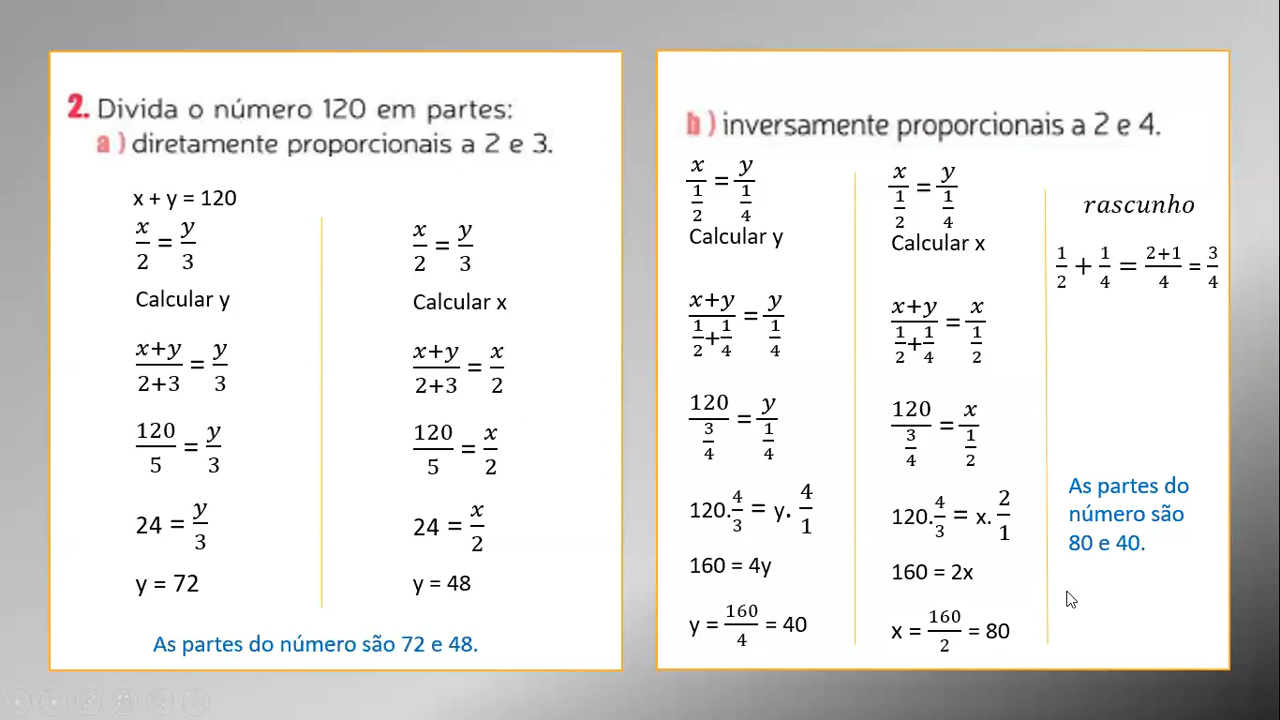 2. Divida o número 120 em partes:
a ) diretamente proporcionais a 2 e 3.
x + y = 120
x/2 = y/3
Calcular y
(x+y)/(2+3) = y/3
120/5 = y/3
24 = y/3
y = 72
x/2 = y/3
Calcular x
(x+y)/(2+3) = x/2
120/5 = x/2
24 = x/2
y = 48
As partes do número são 72 e 48.
b ) inversamente proporcionais a 2 e 4.
x/(1/2) = y/(1/4)
Calcular y
(x+y)/(1/2+1/4) = y/(1/4)
120/(3/4) = y/(1/4)
120.4/3 = y. 4/1
160 = 4y
y = 160/4 = 40
x/(1/2) = y/(1/4)
Calcular x
(x+y)/(1/2+1/4) = x/(1/2)
120/(3/4) = x/(1/2)
120.4/3 = x. 2/1
160 = 2x
x = 160/2 = 80
rascunho
1/2 + 1/4 = (2+1)/4 = 3/4
As partes do
número são
80 e 40.